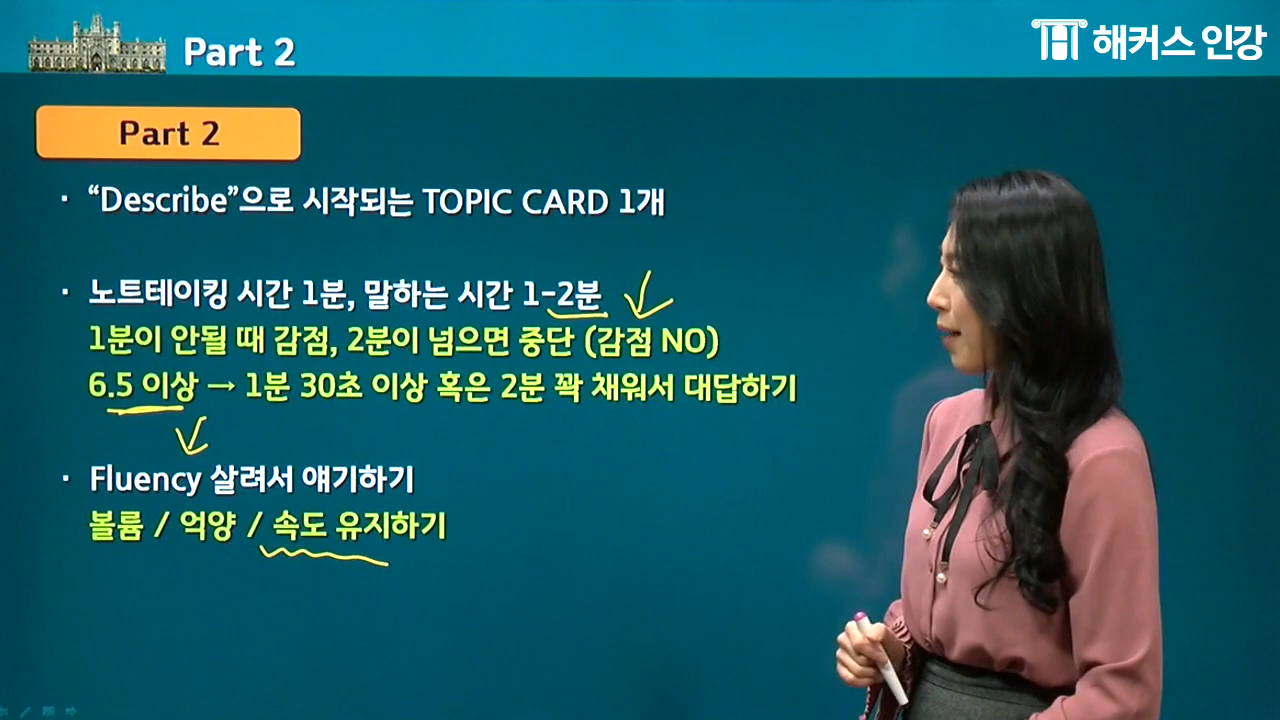 Part 2
해커스 인강
Part 2
· “Describe”으로 시작되는 TOPIC CARD 1개
· 노트테이킹 시간 1분, 말하는 시간 1-2분
1분이 안될 때 감점, 2분이 넘으면 중단 (감점 NO)
6.5 이상 → 1분 30초 이상 혹은 2분 꽉 채워서 대답하기
· Fluency 살려서 얘기하기
볼륨 / 억양 / 속도 유지하기